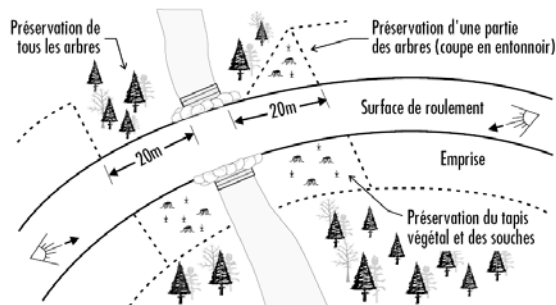 Préservation de
tous les arbres
Préservation d'une partie
des arbres (coupe en entonnoir)
20m
Surface de roulement
20m
Emprise
Préservation du tapis
végétal et des souches